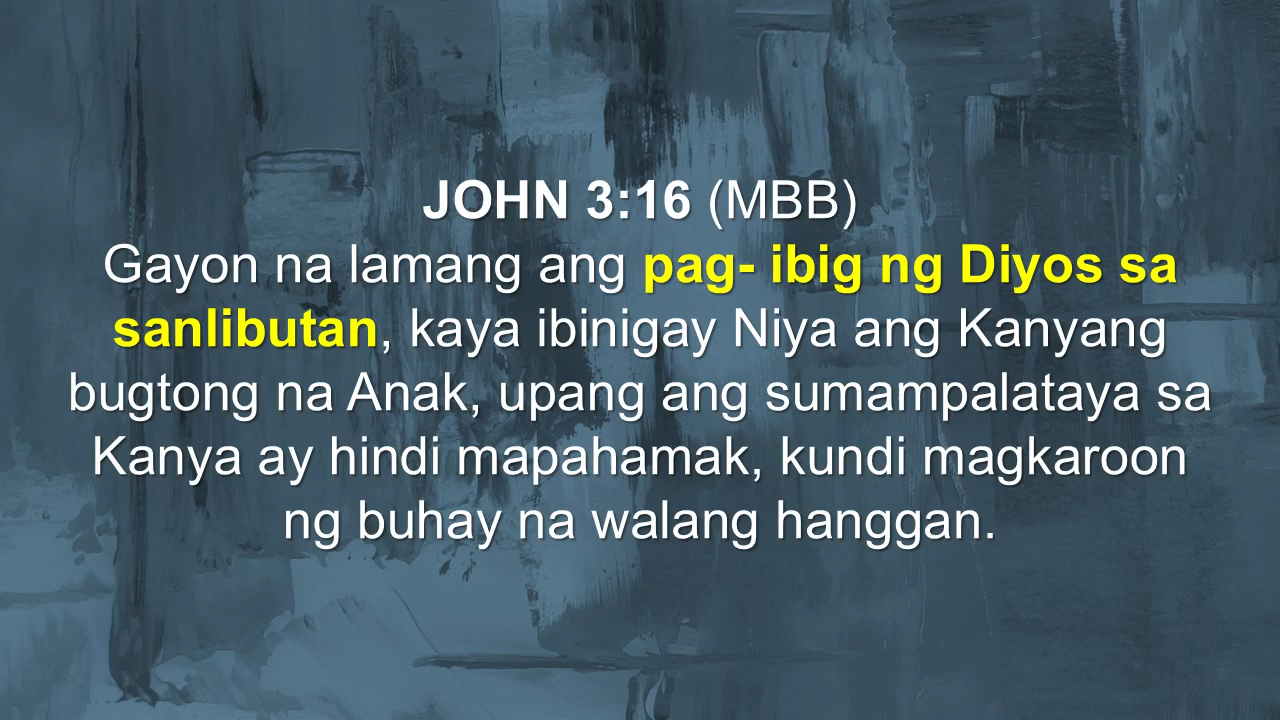 JOHN 3:16 (MBB)
Gayon na lamang ang pag- ibig ng Diyos sa
sanlibutan, kaya ibinigay Niya ang Kanyang
bugtong na Anak, upang ang sumampalataya sa
Kanya ay hindi mapahamak, kundi magkaroon
ng buhay na walang hanggan.